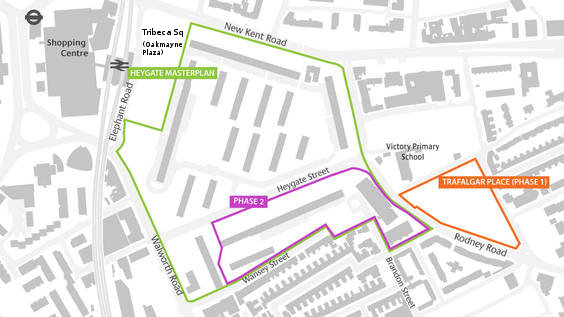 Tribeca Sq
(Oakmayne
Plaza)
New Kent Road
Shopping
Centre
HEYGATE MASTERPLAN
Elephant Road
Victory Primary
School
Heygate Street
TRAFALGAR PLACE (PHASE 1)
PHASE 2
Walworth Road
Wansey Street
Brandon Street
Rodney Road